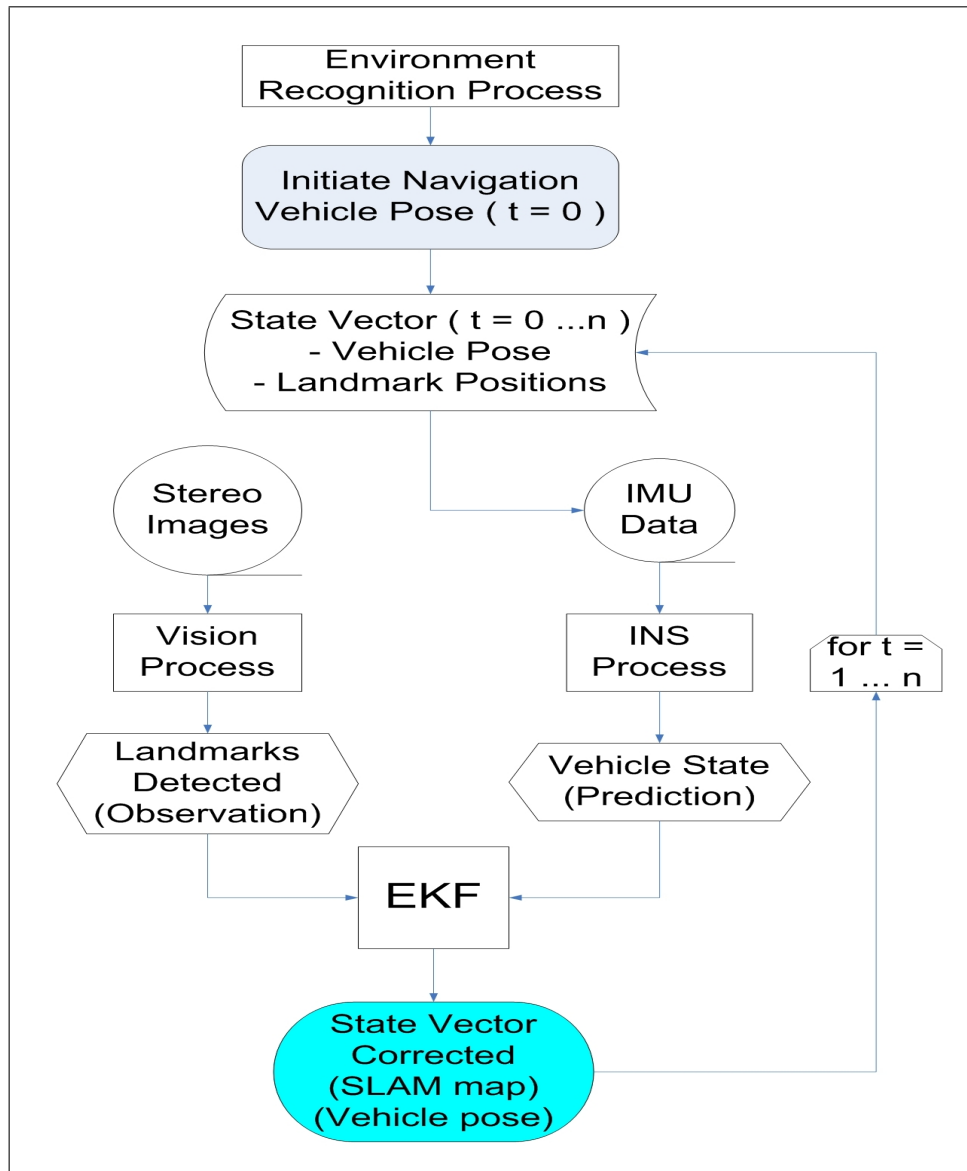 Environment
Recognition Process
Initiate Navigation
Vehicle Pose ( t = 0 )
State Vector ( t = 0 ...n )
- Vehicle Pose
- Landmark Positions
Stereo
Images
IMU
Data
Vision
Process
INS
Process
for t =
1 ... n
Landmarks
Detected
(Observation)
Vehicle State
(Prediction)
EKF
State Vector
Corrected
(SLAM map)
(Vehicle pose)